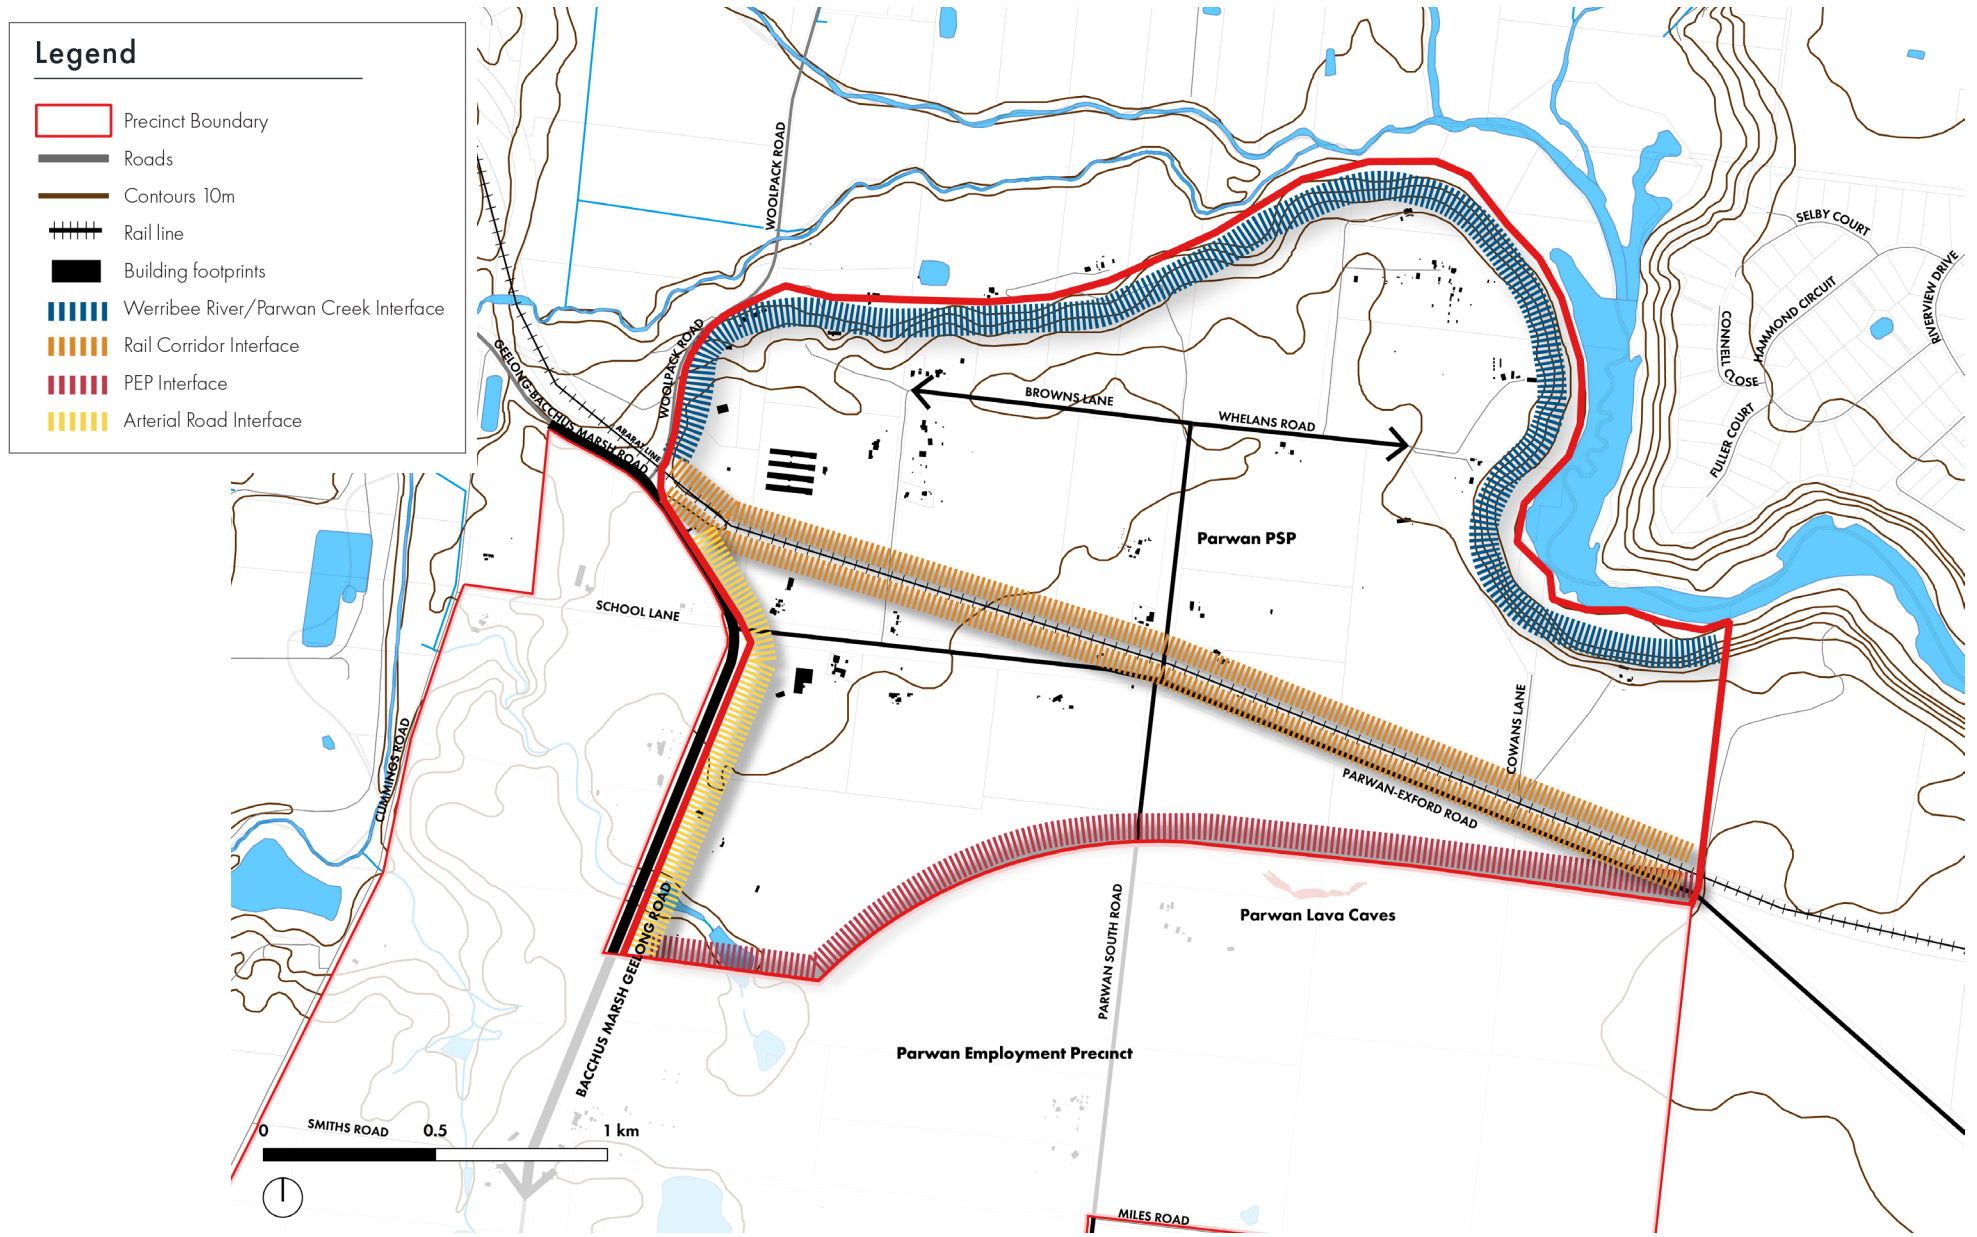 Legend
Precinct Boundary
Roads
Contours 10m
Rail line
Building footprints
Werribee River/Parwan Creek Interface
Rail Corridor Interface
PEP Interface
Arterial Road Interface
WOOLPACK ROAD
SELBY COURT
RIVERVIEW DRIVE
HAMMOND CIRCUIT
CONNELL CLOSE
FULLER COURT
GEELONG-BACCHUS MARSH ROAD
ARARAT LINE
WOOLPACK ROAD
BROWNS LANE
WHELANS ROAD
Parwan PSP
SCHOOL LANE
CUMMINGS ROAD
COWANS LANE
PARWAN-EXFORD ROAD
Parwan Lava Caves
PARWAN SOUTH ROAD
BACCHUS MARSH GEELONG ROAD
Parwan Employment Precinct
SMITHS ROAD
0 0.5 1 km
MILES ROAD